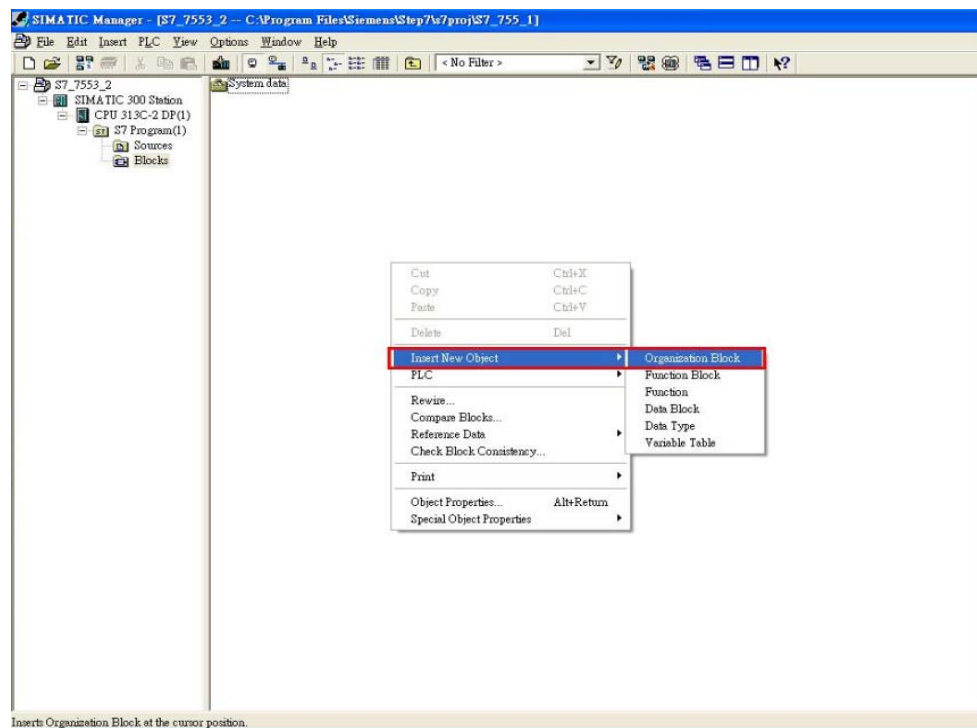 SIMATIC Manager - [S7_7553_2 -- C:\Program Files\Siemens\Step7\s7proj\S7_755_1]
File Edit Insert PLC View Options Window Help
< No Filter >
S7_7553_2
SIMATIC 300 Station
CPU 313C-2 DP(1)
S7 Program(1)
Sources
Blocks
System data
Cut Ctrl+X
Copy Ctrl+C
Paste Ctrl+V
Delete Del
Insert New Object
PLC
Rewire...
Compare Blocks...
Reference Data
Check Block Consistency...
Print
Object Properties... Alt+Return
Special Object Properties
Organization Block
Function Block
Function
Data Block
Data Type
Variable Table
Inserts Organization Block at the cursor position.